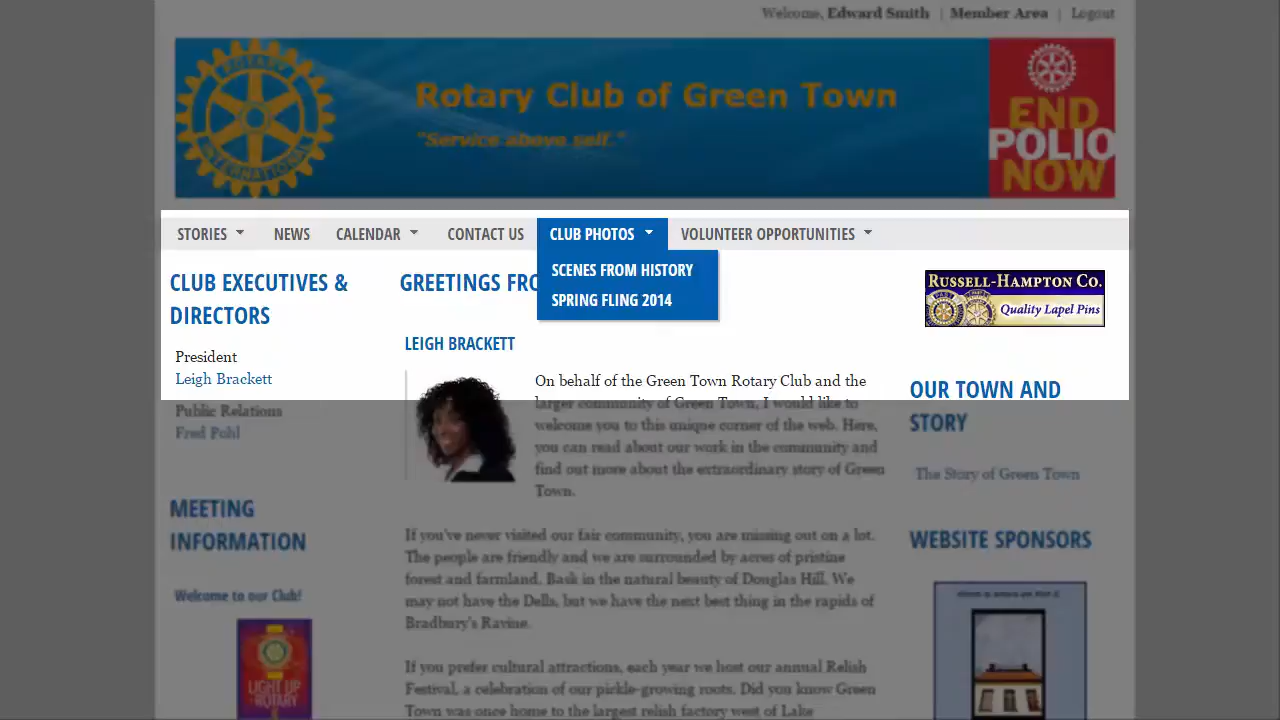 Welcome, Edward Smith | Member Area | Logout
ROTARY
INTERNATIONAL
Rotary Club of Green Town
"Service above self."
END
POLIO
NOW
STORIES NEWS CALENDAR CONTACT US CLUB PHOTOS VOLUNTEER OPPORTUNITIES
SCENES FROM HISTORY
SPRING FLING 2014
CLUB EXECUTIVES &
DIRECTORS
President
Leigh Brackett
Public Relations
Fred Pohl
MEETING
INFORMATION
Welcome to our Club!
LIGHT UP
ROTARY
GREETINGS FRO
LEIGH BRACKETT
On behalf of the Green Town Rotary Club and the
larger community of Green Town, I would like to
welcome you to this unique corner of the web. Here,
you can read about our work in the community and
find out more about the extraordinary story of Green
Town.
If you've never visited our fair community, you are missing out on a lot.
The people are friendly and we are surrounded by acres of pristine
forest and farmland. Bask in the natural beauty of Douglas Hill. We
may not have the Dells, but we have the next best thing in the rapids of
Bradbury's Ravine.
If you prefer cultural attractions, each year we host our annual Relish
Festival, a celebration of our pickle-growing roots. Did you know Green
Town was once home to the largest relish factory west of Lake
RUSSELL-HAMPTON CO.
Quality Lapel Pins
OUR TOWN AND
STORY
The Story of Green Town
WEBSITE SPONSORS